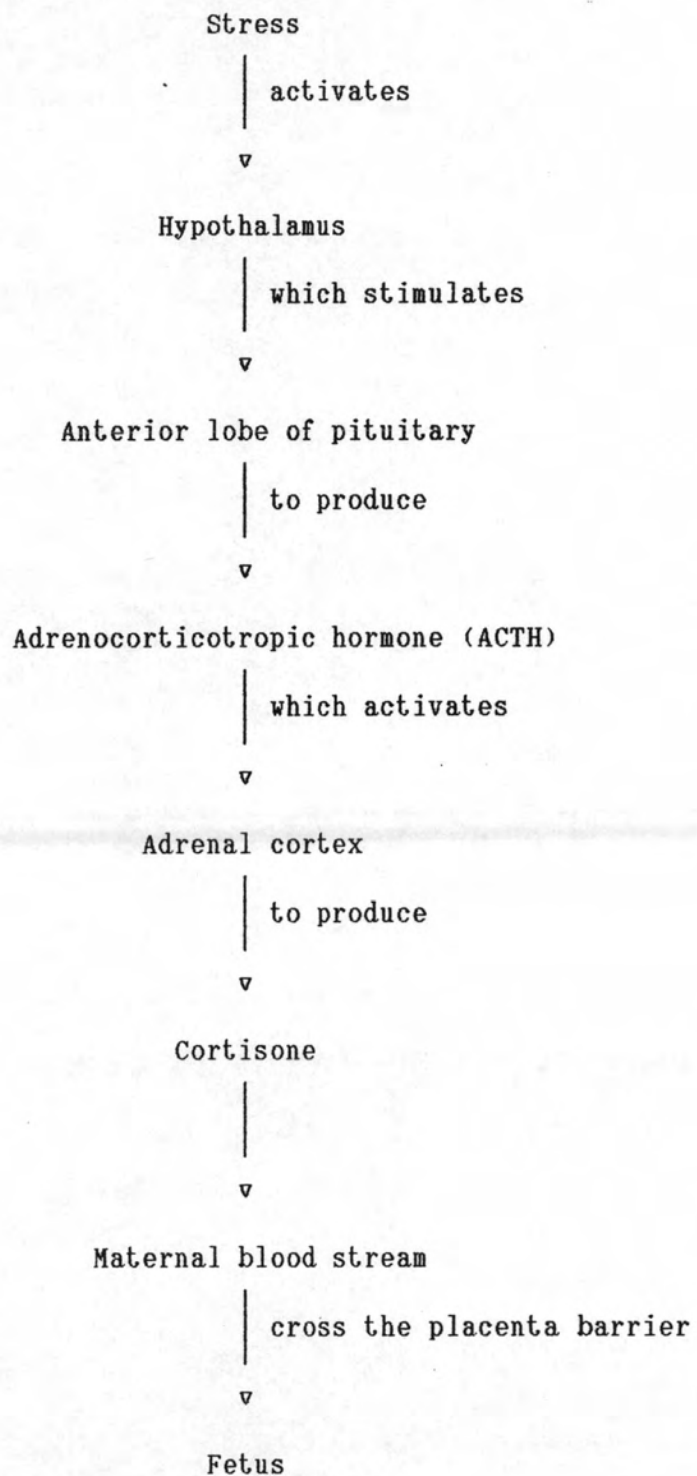 Stress
activates
Hypothalamus
which stimulates
Anterior lobe of pituitary
to produce
Adrenocorticotropic hormone (ACTH)
which activates
Adrenal cortex
to produce
Cortisone
Maternal blood stream
cross the placenta barrier
Fetus